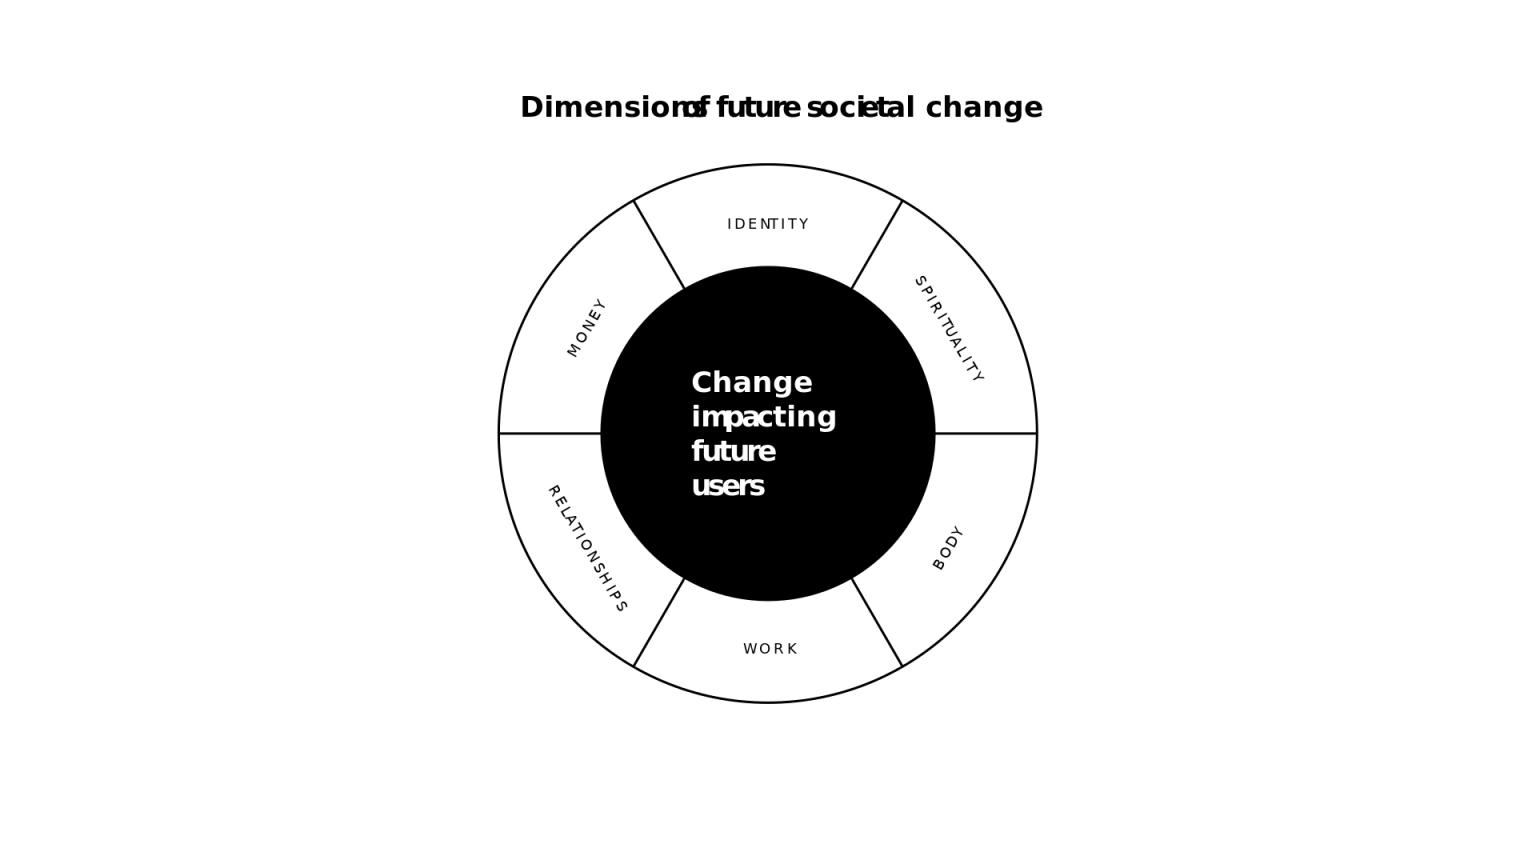 Dimensions of future societal change
IDENTITY
SPIRITUALITY
MONEY
Change
impacting
future
users
RELATIONSHIPS
BODY
WORK